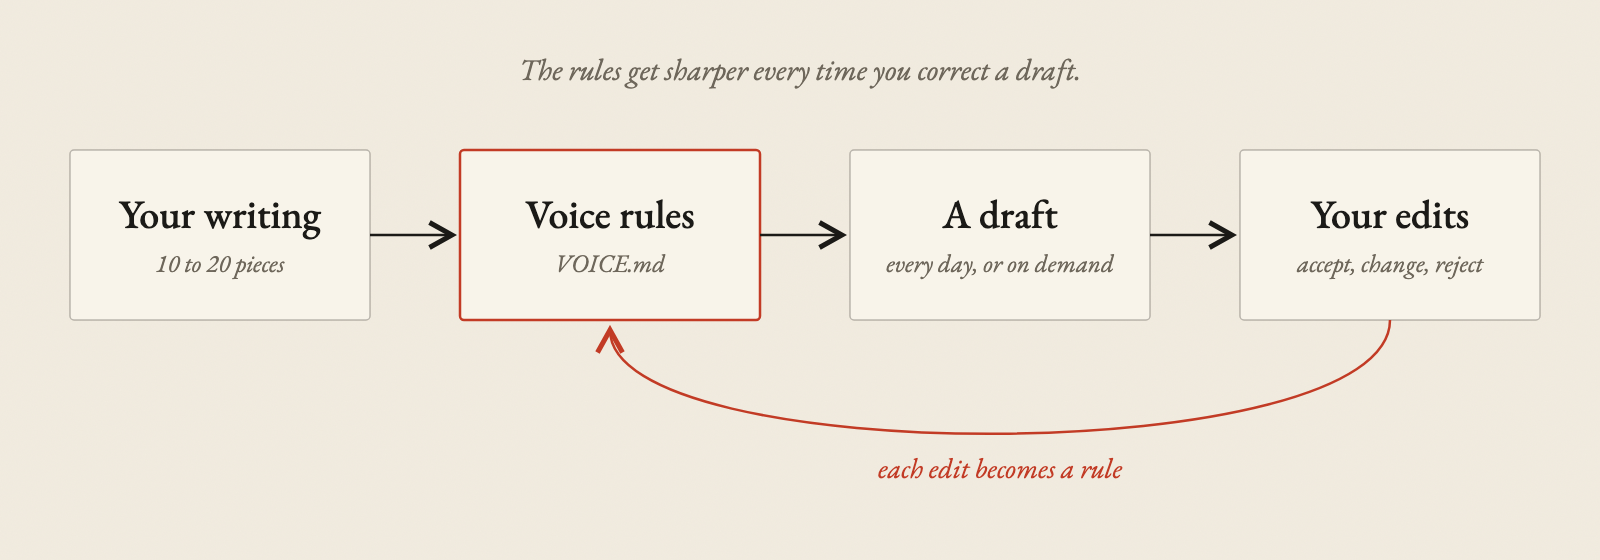 The rules get sharper every time you correct a draft.
Your writing
10 to 20 pieces
Voice rules
VOICE.md
A draft
every day, or on demand
Your edits
accept, change, reject
each edit becomes a rule